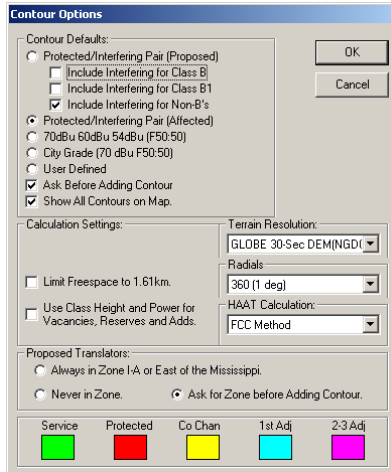 Contour Options
Contour Defaults:
Protected/Interfering Pair (Proposed)
Include Interfering for Class B
Include Interfering for Class B1
Include Interfering for Non-B's
Protected/Interfering Pair (Affected)
70dBu 60dBu 54dBu (F50:50)
City Grade (70 dBu F50:50)
User Defined
Ask Before Adding Contour
Show All Contours on Map.
OK
Cancel
Calculation Settings:
Limit Freespace to 1.61km.
Use Class Height and Power for
Vacancies, Reserves and Adds.
Terrain Resolution:
GLOBE 30-Sec DEM(NGD
Radials
360 (1 deg)
HAAT Calculation:
FCC Method
Proposed Translators:
Always in Zone I-A or East of the Mississippi.
Never in Zone.
Ask for Zone before Adding Contour.
Service
Protected
Co Chan
1st Adj
2-3 Adj